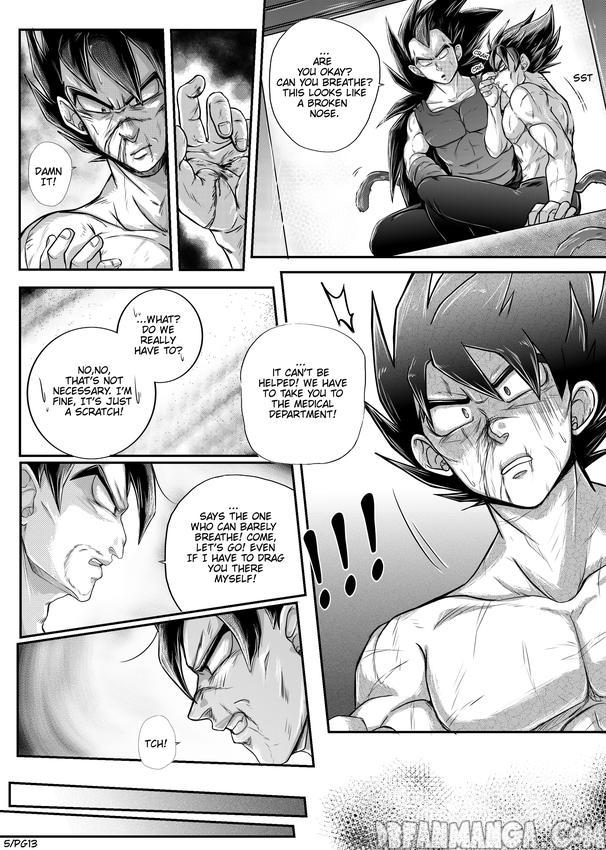 ...
ARE
YOU OKAY?
CAN YOU BREATHE?
THIS LOOKS LIKE
A BROKEN
NOSE.
SST
DAMN
IT!
...WHAT?
DO WE
REALLY
HAVE TO?
NO,NO,
THAT'S NOT
NECESSARY. I'M
FINE, IT'S JUST
A SCRATCH!
...
IT CAN'T BE
HELPED! WE HAVE
TO TAKE YOU TO
THE MEDICAL
DEPARTMENT!
...
SAYS THE ONE
WHO CAN BARELY
BREATHE! COME,
LET'S GO! EVEN
IF I HAVE TO DRAG
YOU THERE
MYSELF!
!!!
TCH!
5/PG13
DREAMMANGA.COM